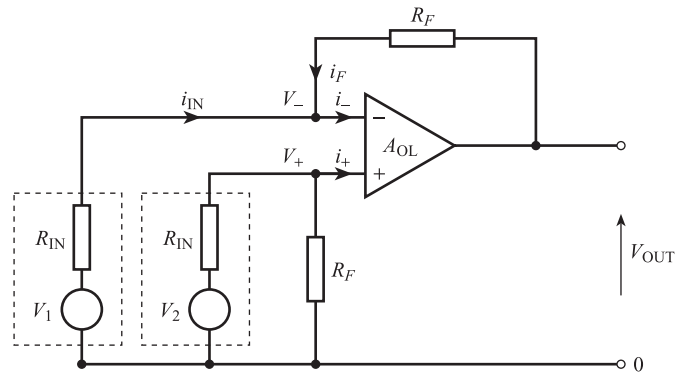 R_F
i_F
i_IN
V_−
i_−
−
A_OL
V_+
i_+
+
R_IN
R_IN
R_F
V_OUT
V_1
V_2
0